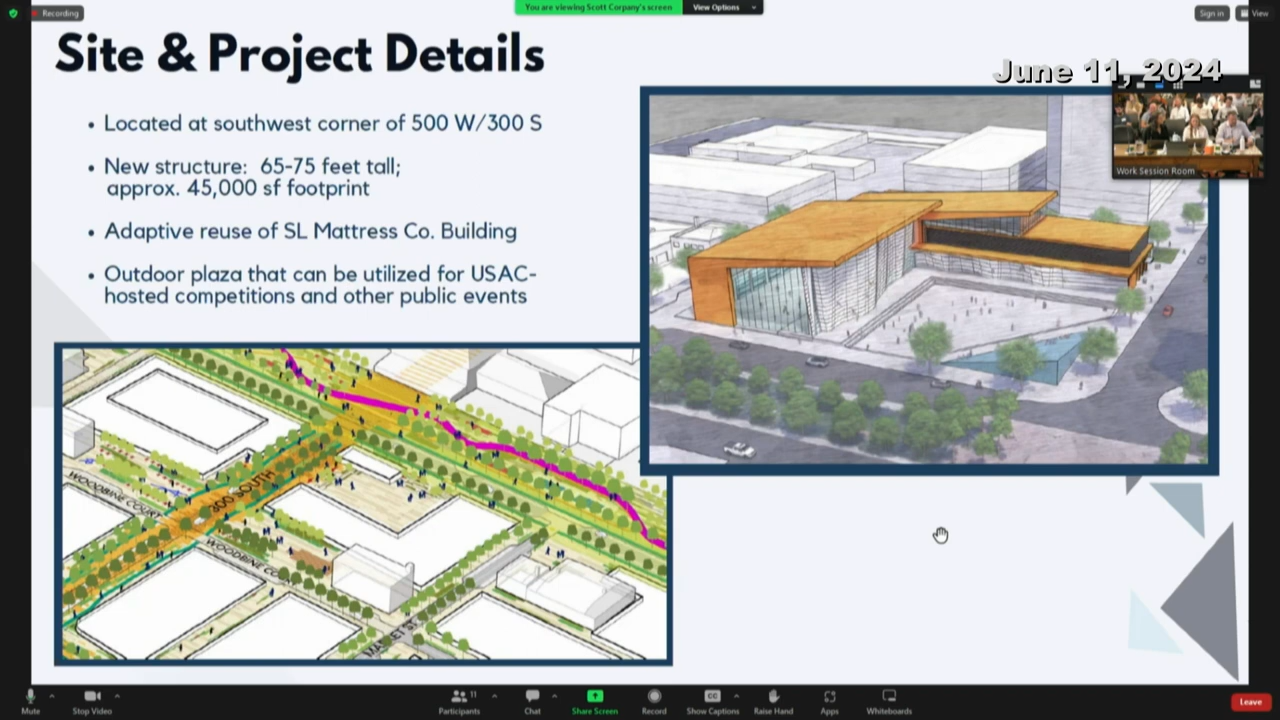 Recording
You are viewing Scott Corpany's screen
View Options
Sign in
View
Site & Project Details
June 11, 2024
• Located at southwest corner of 500 W/300 S
• New structure: 65-75 feet tall;
approx. 45,000 sf footprint
• Adaptive reuse of SL Mattress Co. Building
• Outdoor plaza that can be utilized for USAC-
hosted competitions and other public events
Work Session Room
300 SOUTH
WOODBINE COURT
WOODBINE
Mute
Stop Video
Participants
11
Chat
Share Screen
Record
CC
Show Captions
Raise Hand
Apps
Whiteboards
Leave